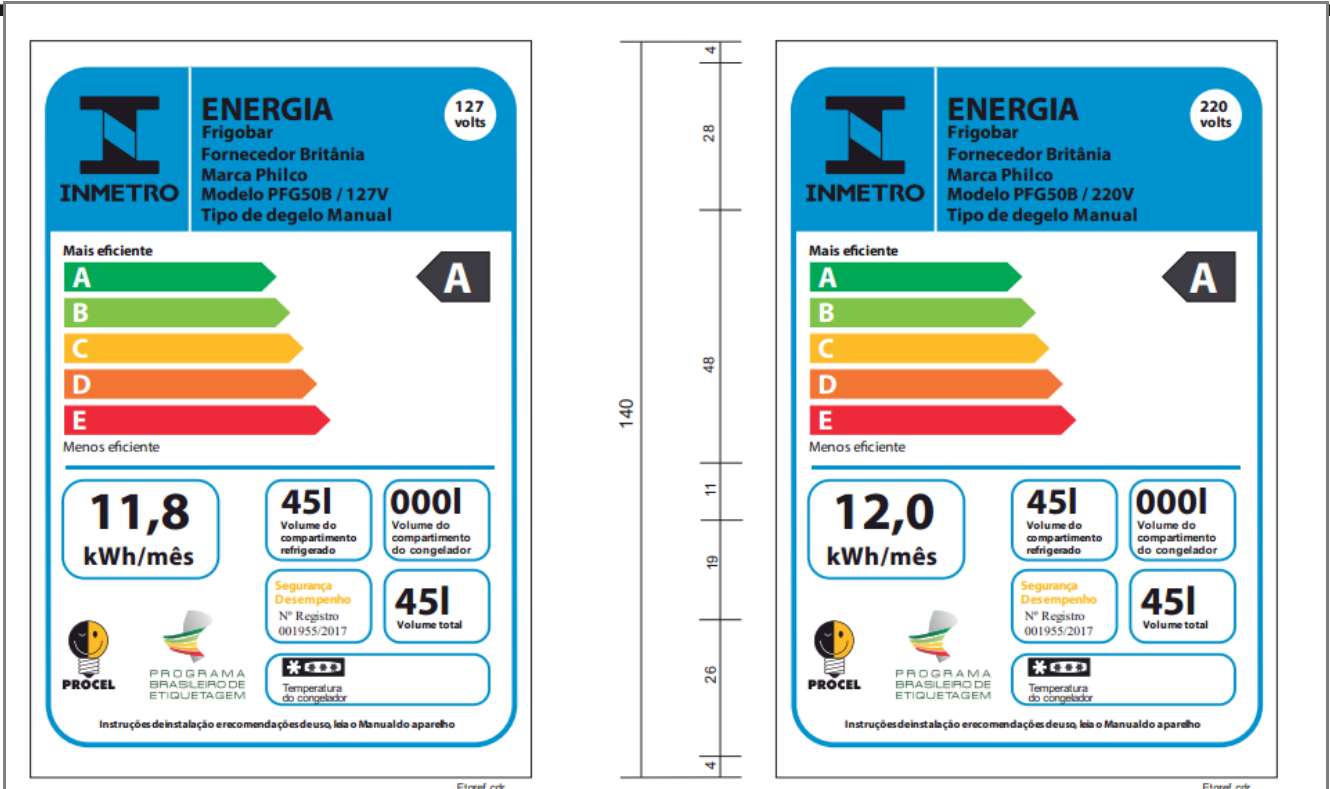 INMETRO
ENERGIA
Frigobar
Fornecedor Britânia
Marca Philco
Modelo PFG50B / 127V
Tipo de degelo Manual
127
volts
Mais eficiente
A
A
B
C
D
E
Menos eficiente
11,8
kWh/mês
45l
Volume do
compartimento
refrigerado
000l
Volume do
compartimento
do congelador
Segurança
Desempenho
Nº Registro
001955/2017
45l
Volume total
PROCEL
PROGRAMA
BRASILEIRO DE
ETIQUETAGEM
Temperatura
do congelador
Instruções de instalação e recomendações de uso, leia o Manual do aparelho
Etqref.cdr
140
4
28
48
11
19
26
4
INMETRO
ENERGIA
Frigobar
Fornecedor Britânia
Marca Philco
Modelo PFG50B / 220V
Tipo de degelo Manual
220
volts
Mais eficiente
A
A
B
C
D
E
Menos eficiente
12,0
kWh/mês
45l
Volume do
compartimento
refrigerado
000l
Volume do
compartimento
do congelador
Segurança
Desempenho
Nº Registro
001955/2017
45l
Volume total
PROCEL
PROGRAMA
BRASILEIRO DE
ETIQUETAGEM
Temperatura
do congelador
Instruções de instalação e recomendações de uso, leia o Manual do aparelho
Etqref.cdr